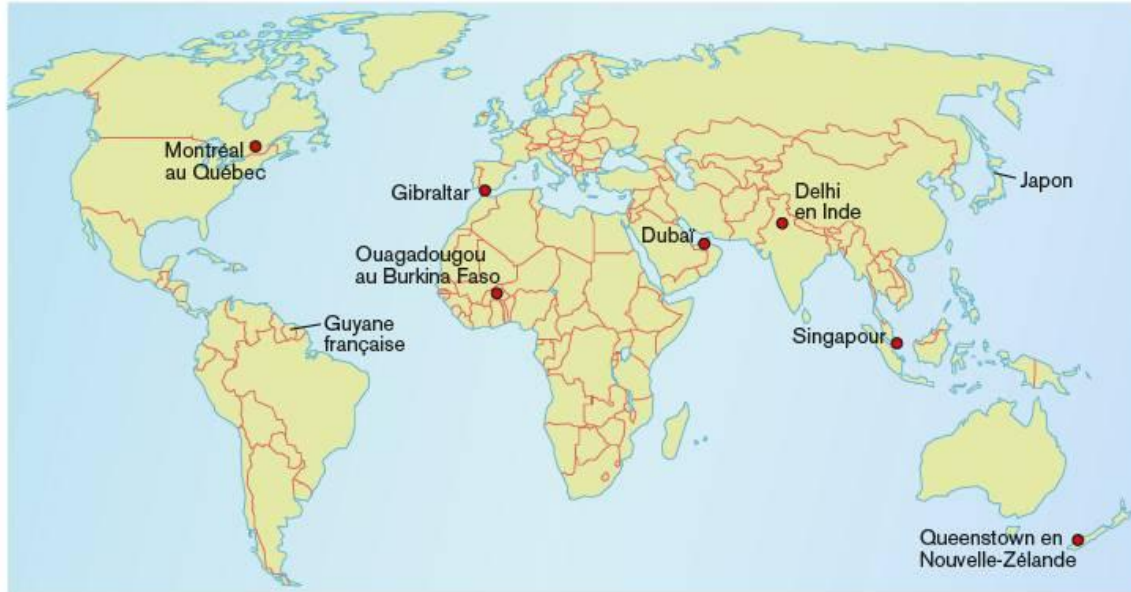 Montréal
au Québec
Gibraltar
Ouagadougou
au Burkina Faso
Guyane
française
Dubaï
Delhi
en Inde
Japon
Singapour
Queenstown en
Nouvelle-Zélande